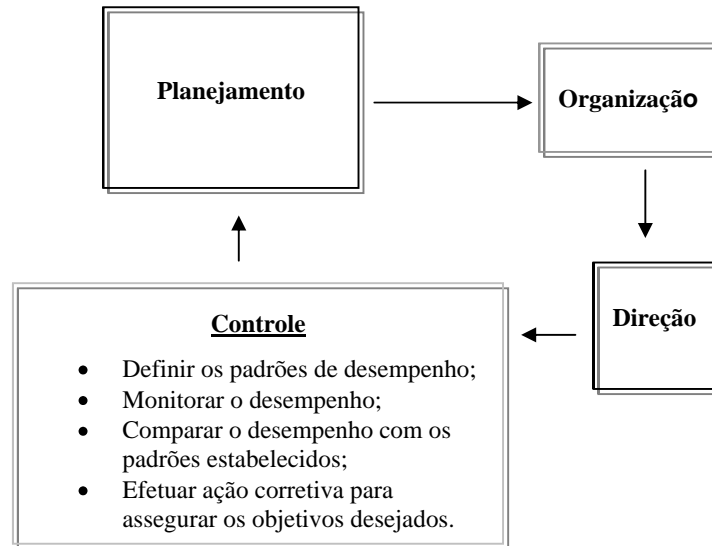 Planejamento
Organização
Direção
Controle
• Definir os padrões de desempenho;
• Monitorar o desempenho;
• Comparar o desempenho com os
padrões estabelecidos;
• Efetuar ação corretiva para
assegurar os objetivos desejados.